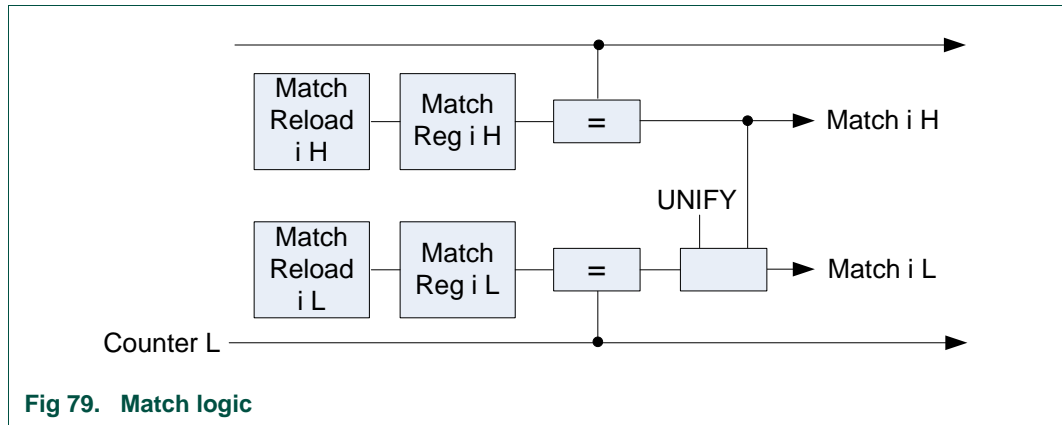 Match
Reload
i H
Match
Reg i H
=
Match i H
UNIFY
Match
Reload
i L
Match
Reg i L
=
Match i L
Counter L
Fig 79. Match logic